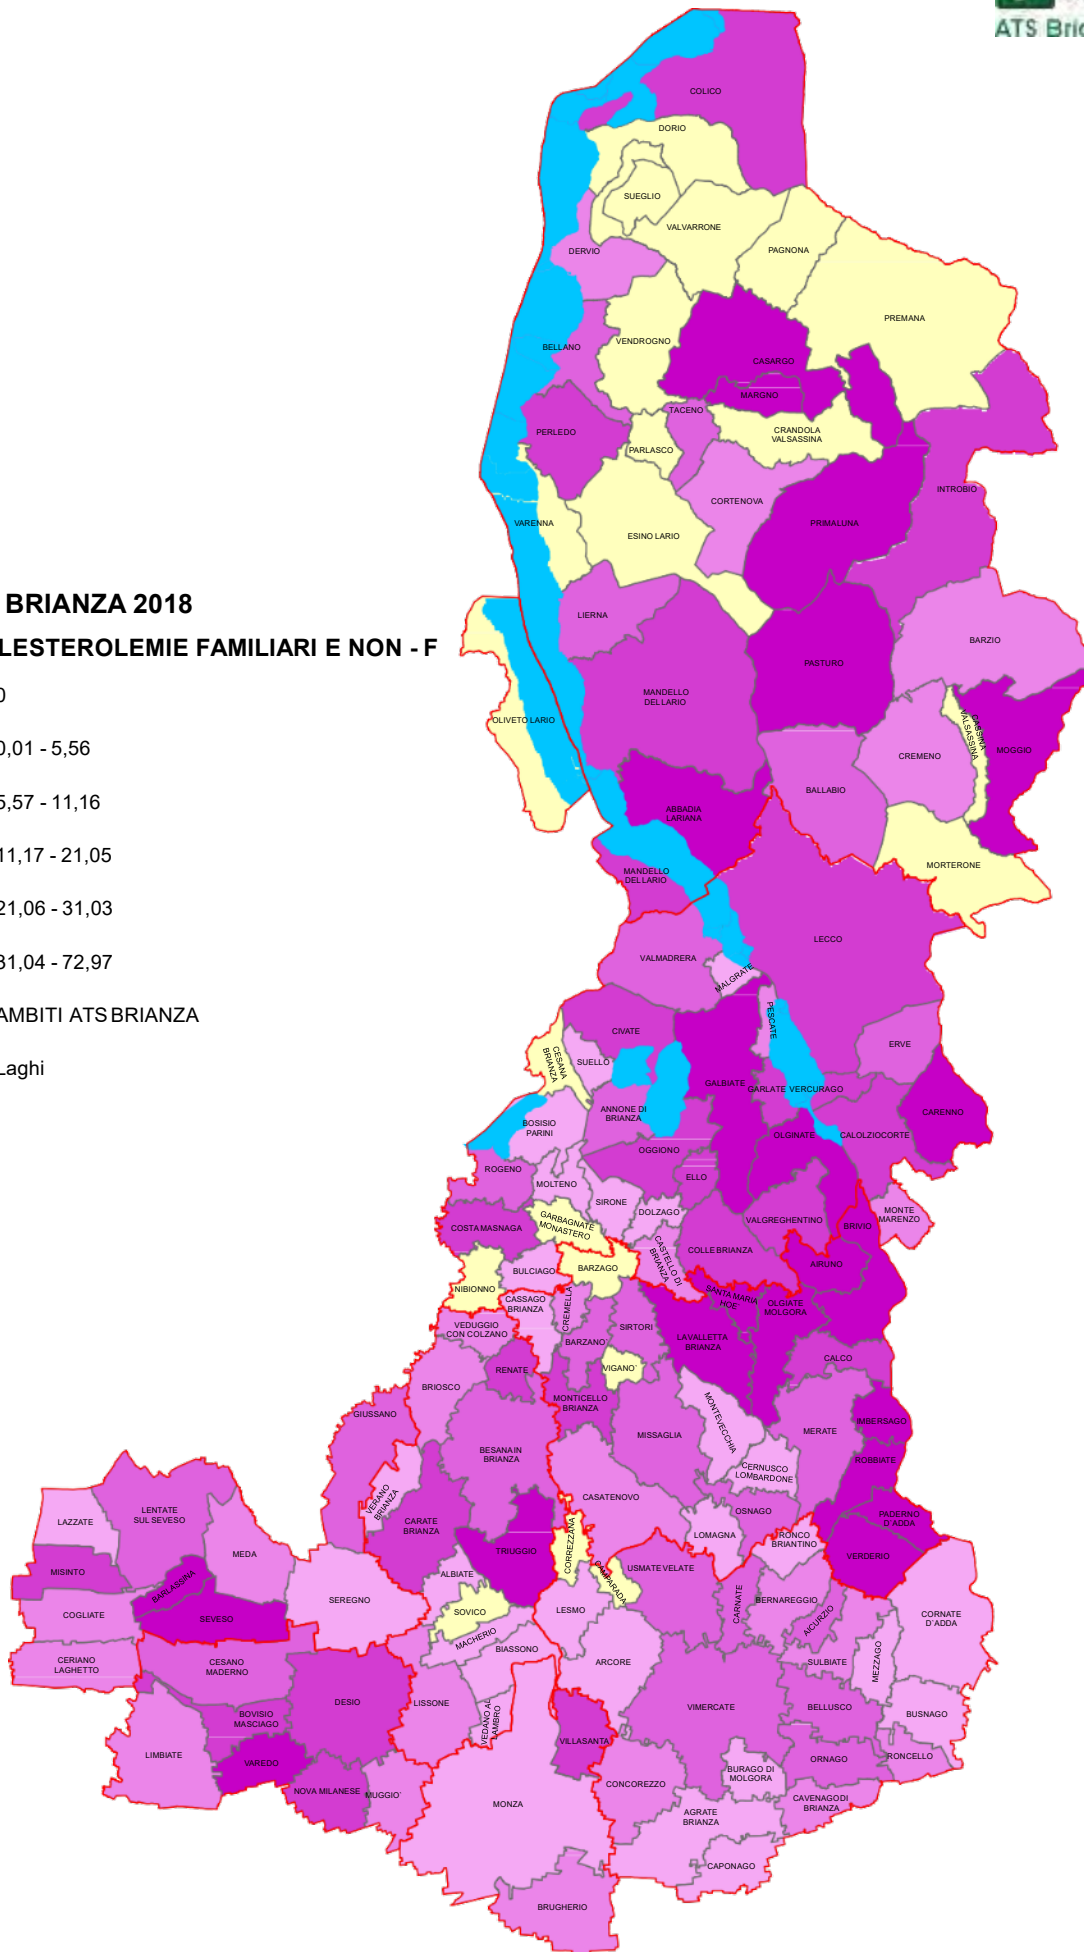 ATS Bri
BRIANZA 2018
LESTEROLEMIE FAMILIARI E NON - F
0
0,01 - 5,56
5,57 - 11,16
11,17 - 21,05
21,06 - 31,03
31,04 - 72,97
AMBITI ATS BRIANZA
Laghi
COLICO
DORIO
SUEGLIO
VALVARRONE
PAGNONA
DERVIO
PREMANA
VENDROGNO
BELLANO
CASARGO
MARGNO
TACENO
CRANDOLA
VALSASSINA
PERLEDO
PARLASCO
CORTENOVA
INTROBIO
VARENNA
ESINO LARIO
PRIMALUNA
LIERNA
BARZIO
PASTURO
MANDELLO
DEL LARIO
OLIVETO LARIO
CASSINA
VALSASSINA
MOGGIO
CREMENO
BALLABIO
ABBADIA
LARIANA
MORTERONE
MANDELLO
DEL LARIO
LECCO
VALMADRERA
MALGRATE
PESCATE
CIVATE
ERVE
CESANA
BRIANZA
SUELLO
GALBIATE
GARLATE
VERCURAGO
CARENNO
ANNONE DI
BRIANZA
BOSISIO
PARINI
OLGINATE
CALOLZIOCORTE
OGGIONO
ROGENO
ELLO
MOLTENO
SIRONE
DOLZAGO
MONTE
MARENZO
GARBAGNATE
MONASTERO
COSTA MASNAGA
VALGREGHENTINO
BRIVIO
COLLE BRIANZA
CASTELLO DI
BRIANZA
AIRUNO
BARZAGO
BULCIAGO
NIBIONNO
SANTA MARIA
HOE'
OLGIATE
MOLGORA
CASSAGO
BRIANZA
CREMELLA
VEDUGGIO
CON COLZANO
SIRTORI
BARZANO'
LAVALLETTA
BRIANZA
CALCO
RENATE
VIGANO'
BRIOSCO
MONTICELLO
BRIANZA
GIUSSANO
MONTEVECCHIA
IMBERSAGO
MERATE
MISSAGLIA
BESANA IN
BRIANZA
ROBBIATE
CERNUSCO
LOMBARDONE
VERANO
BRIANZA
CASATENOVO
LENTATE
SUL SEVESO
OSNAGO
PADERNO
D'ADDA
LAZZATE
CARATE
BRIANZA
LOMAGNA
RONCO
BRIANTINO
TRIUGGIO
CORREZZANA
MEDA
VERDERIO
MISINTO
USMATE VELATE
CAMPARADA
ALBIATE
BARLASSINA
SEREGNO
CARNATE
BERNAREGGIO
SOVICO
LESMO
COGLIATE
SEVESO
AICURZIO
CORNATE
D'ADDA
MACHERIO
BIASSONO
CERIANO
LAGHETTO
CESANO
MADERNO
ARCORE
SULBIATE
MEZZAGO
DESIO
LISSONE
VEDANO AL
LAMBRO
VIMERCATE
BELLUSCO
BOVISIO
MASCIAGO
BUSNAGO
VILLASANTA
LIMBIATE
VAREDO
ORNAGO
RONCELLO
BURAGO DI
MOLGORA
NOVA MILANESE
MUGGIO'
CONCOREZZO
CAVENAGO DI
BRIANZA
MONZA
AGRATE
BRIANZA
CAPONAGO
BRUGHERIO